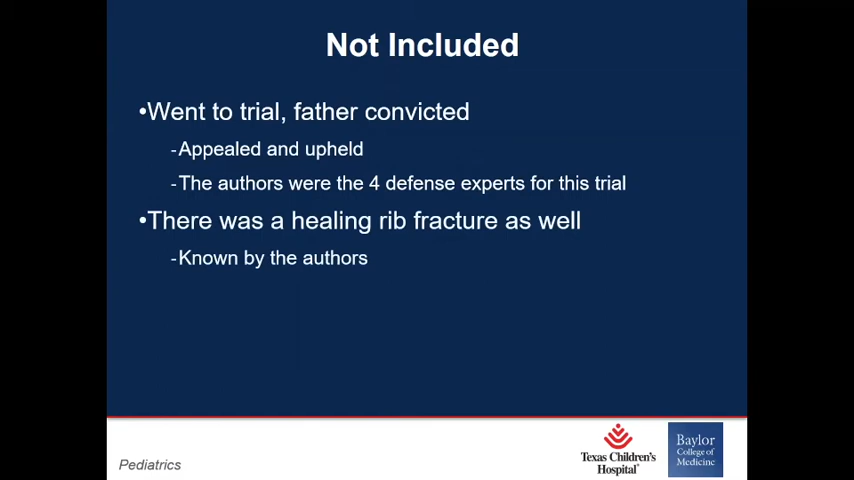 Not Included
•Went to trial, father convicted
-Appealed and upheld
-The authors were the 4 defense experts for this trial
•There was a healing rib fracture as well
-Known by the authors
Pediatrics
Texas Children's
Hospital®
Baylor
College of
Medicine